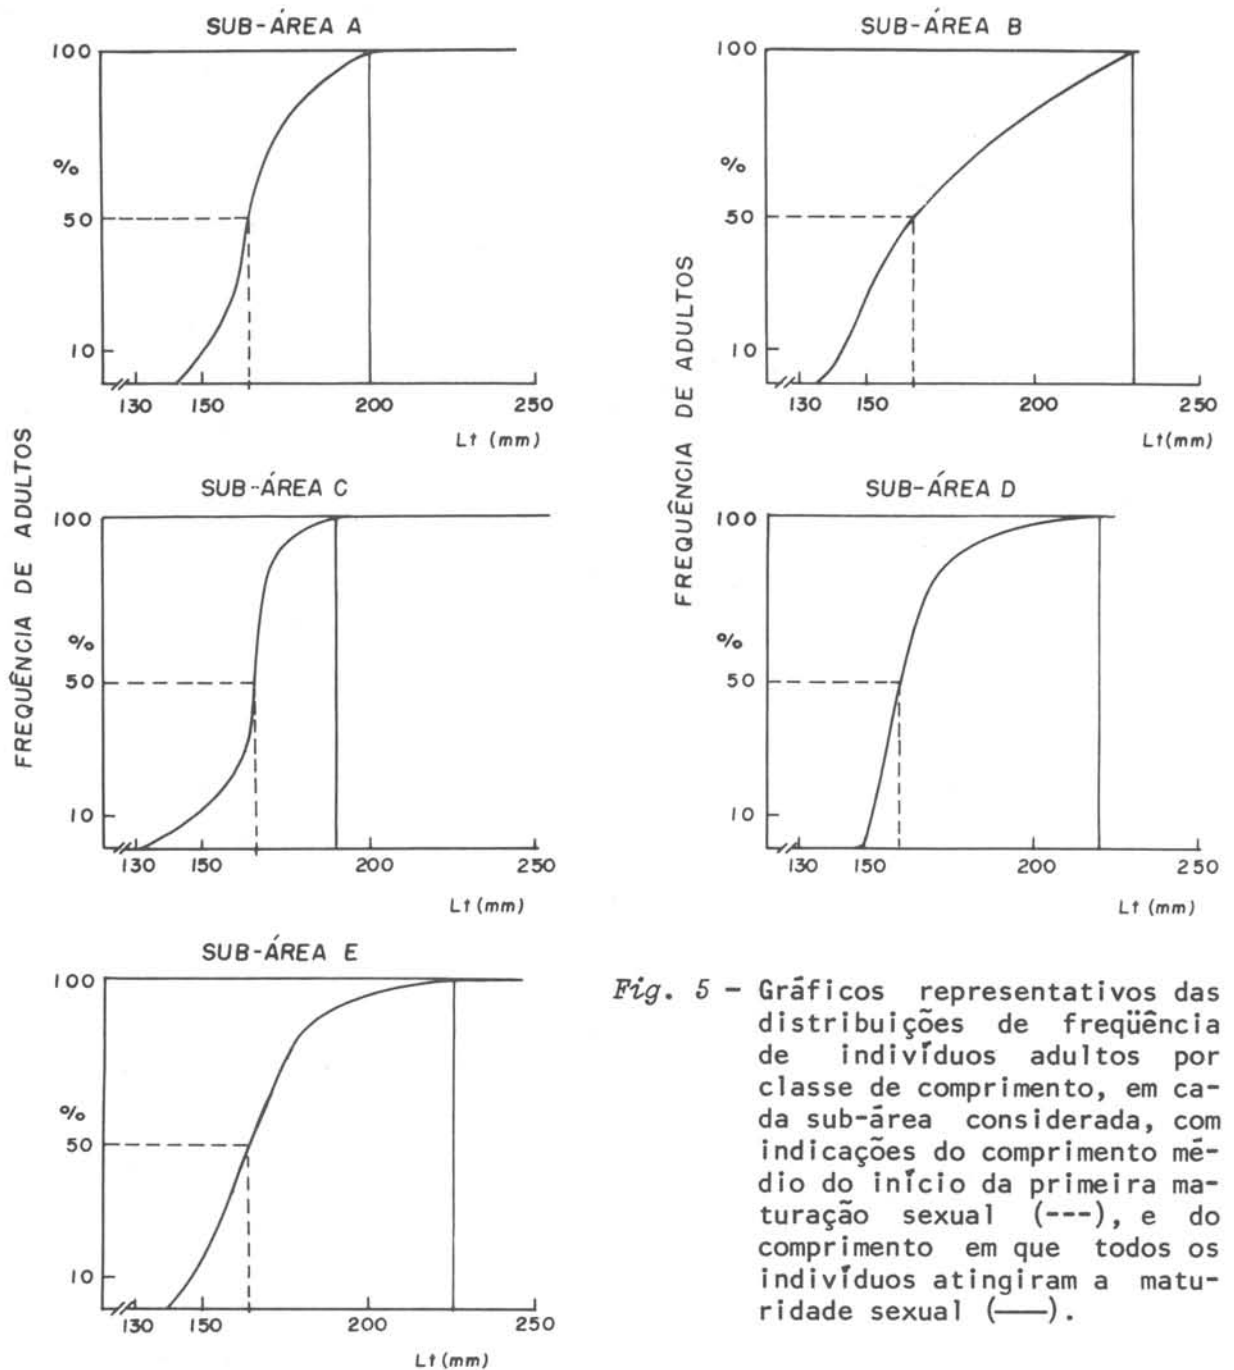 SUB-ÁREA A
100
%
50
10
130 150 200 250
Lt (mm)
SUB-ÁREA B
100
%
50
10
130 150 200 250
Lt (mm)
FREQUÊNCIA DE ADULTOS
FREQUÊNCIA DE ADULTOS
SUB-ÁREA C
100
%
50
10
130 150 200 250
Lt (mm)
SUB-ÁREA D
100
%
50
10
130 150 200 250
Lt (mm)
SUB-ÁREA E
100
%
50
10
130 150 200 250
Lt (mm)
Fig. 5 - Gráficos representativos das
distribuições de freqüência
de indivíduos adultos por
classe de comprimento, em ca-
da sub-área considerada, com
indicações do comprimento mé-
dio do início da primeira ma-
turação sexual (---), e do
comprimento em que todos os
indivíduos atingiram a matu-
ridade sexual (——).